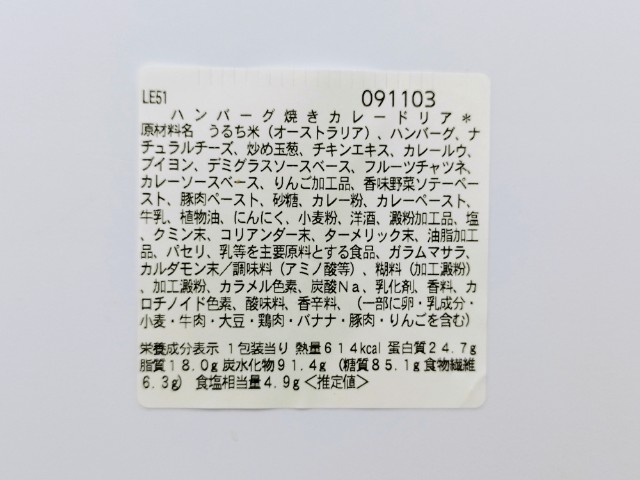 LE51 091103
ハンバーグ焼きカレードリア＊
原材料名 うるち米（オーストラリア）、ハンバーグ、ナ
チュラルチーズ、炒め玉葱、チキンエキス、カレールウ、
ブイヨン、デミグラスソースベース、フルーツチャツネ、
カレーソースベース、りんご加工品、香味野菜ソテーペー
スト、豚肉ペースト、砂糖、カレー粉、カレーペースト、
牛乳、植物油、にんにく、小麦粉、洋酒、澱粉加工品、塩
、クミン末、コリアンダー末、ターメリック末、油脂加工
品、パセリ、乳等を主要原料とする食品、ガラムマサラ、
カルダモン末／調味料（アミノ酸等）、糊料（加工澱粉）
、加工澱粉、カラメル色素、炭酸Ｎａ、乳化剤、香料、カ
ロチノイド色素、酸味料、香辛料、（一部に卵・乳成分・
小麦・牛肉・大豆・鶏肉・バナナ・豚肉・りんごを含む）
栄養成分表示 １包装当り 熱量６１４kcal 蛋白質２４.７g
脂質１８.０g 炭水化物９１.４g （糖質８５.１g 食物繊維
６.３g） 食塩相当量４.９g＜推定値＞